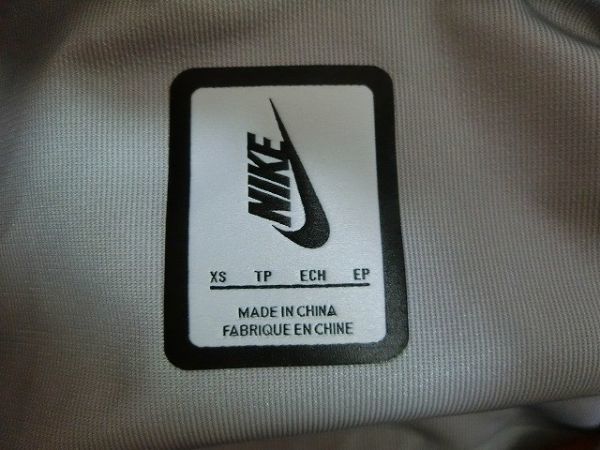 NIKE
XS TP ECH EP
MADE IN CHINA
FABRIQUE EN CHINE